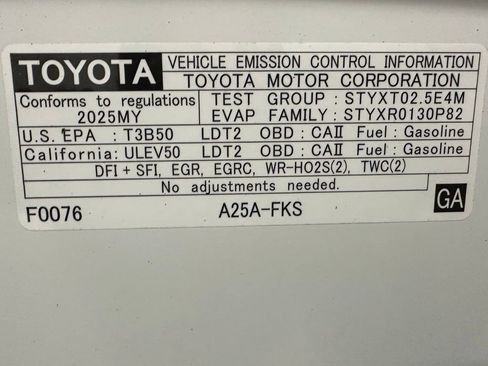 TOYOTA
VEHICLE EMISSION CONTROL INFORMATION
TOYOTA MOTOR CORPORATION
Conforms to regulations
2025MY
TEST GROUP : STYXT02.5E4M
EVAP FAMILY : STYXR0130P82
U.S. EPA : T3B50 LDT2 OBD : CAⅡ Fuel : Gasoline
California: ULEV50 LDT2 OBD : CAⅡ Fuel : Gasoline
DFI + SFI, EGR, EGRC, WR-HO2S(2), TWC(2)
No adjustments needed.
F0076 A25A-FKS GA